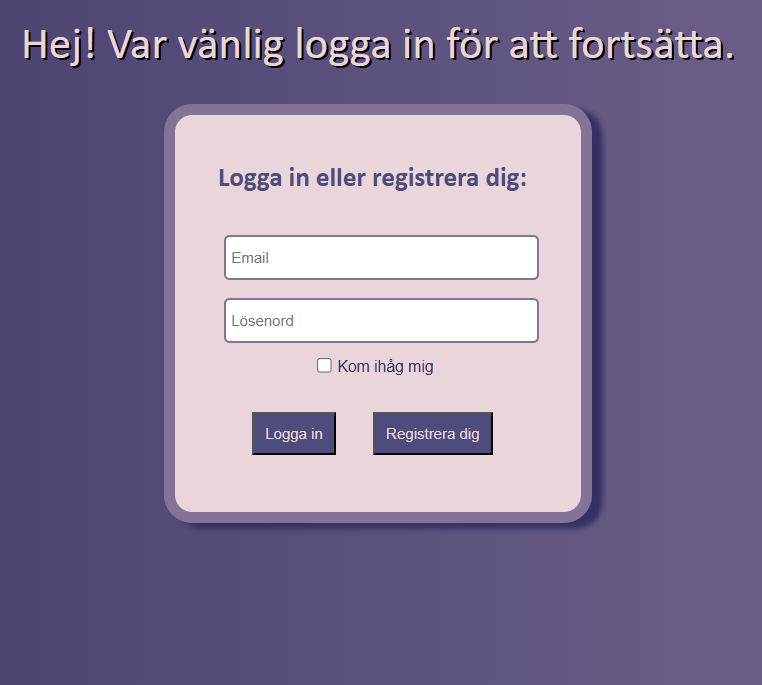 Hej! Var vänlig logga in för att fortsätta.
Logga in eller registrera dig:
Email
Lösenord
Kom ihåg mig
Logga in Registrera dig